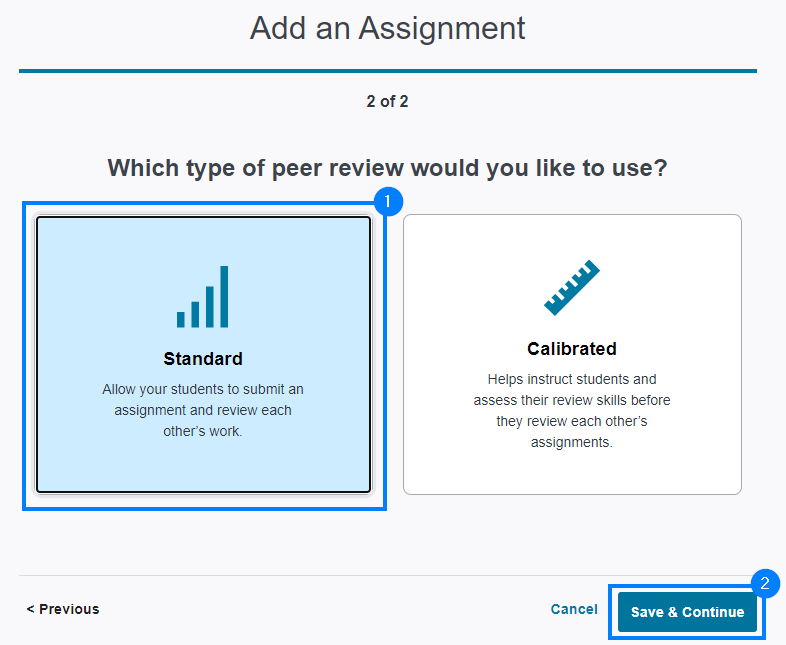 Add an Assignment
2 of 2
Which type of peer review would you like to use?
1
Standard
Allow your students to submit an
assignment and review each
other’s work.
Calibrated
Helps instruct students and
assess their review skills before
they review each other’s
assignments.
2
< Previous
Cancel
Save & Continue